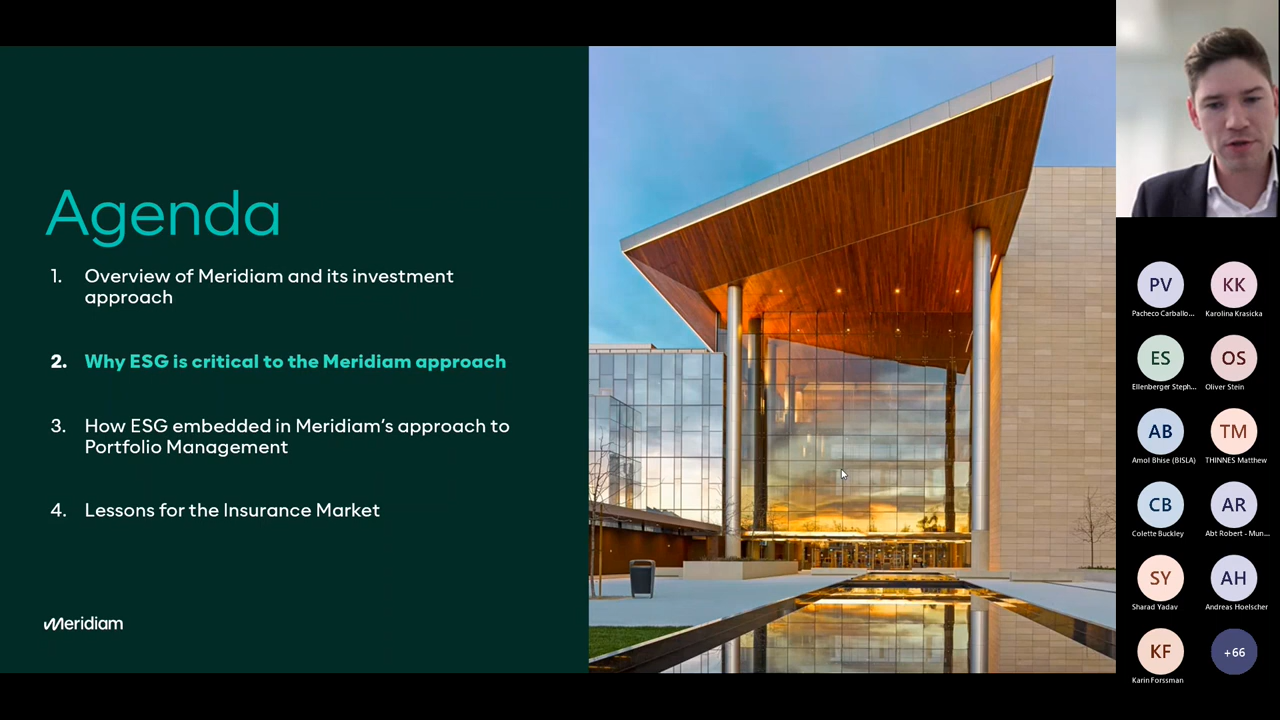 Agenda
1. Overview of Meridiam and its investment
approach
2. Why ESG is critical to the Meridiam approach
3. How ESG embedded in Meridiam's approach to
Portfolio Management
4. Lessons for the Insurance Market
Meridiam
PV
KK
Pacheco Carballo...
Karolina Krasicka
ES
OS
Ellenberger Steph...
Oliver Stein
AB
TM
Amol Bhise (BISLA)
THINNES Matthew
CB
AR
Colette Buckley
Abt Robert - Mun...
SY
AH
Sharad Yadav
Andreas Hoelscher
KF
+66
Karin Forssman